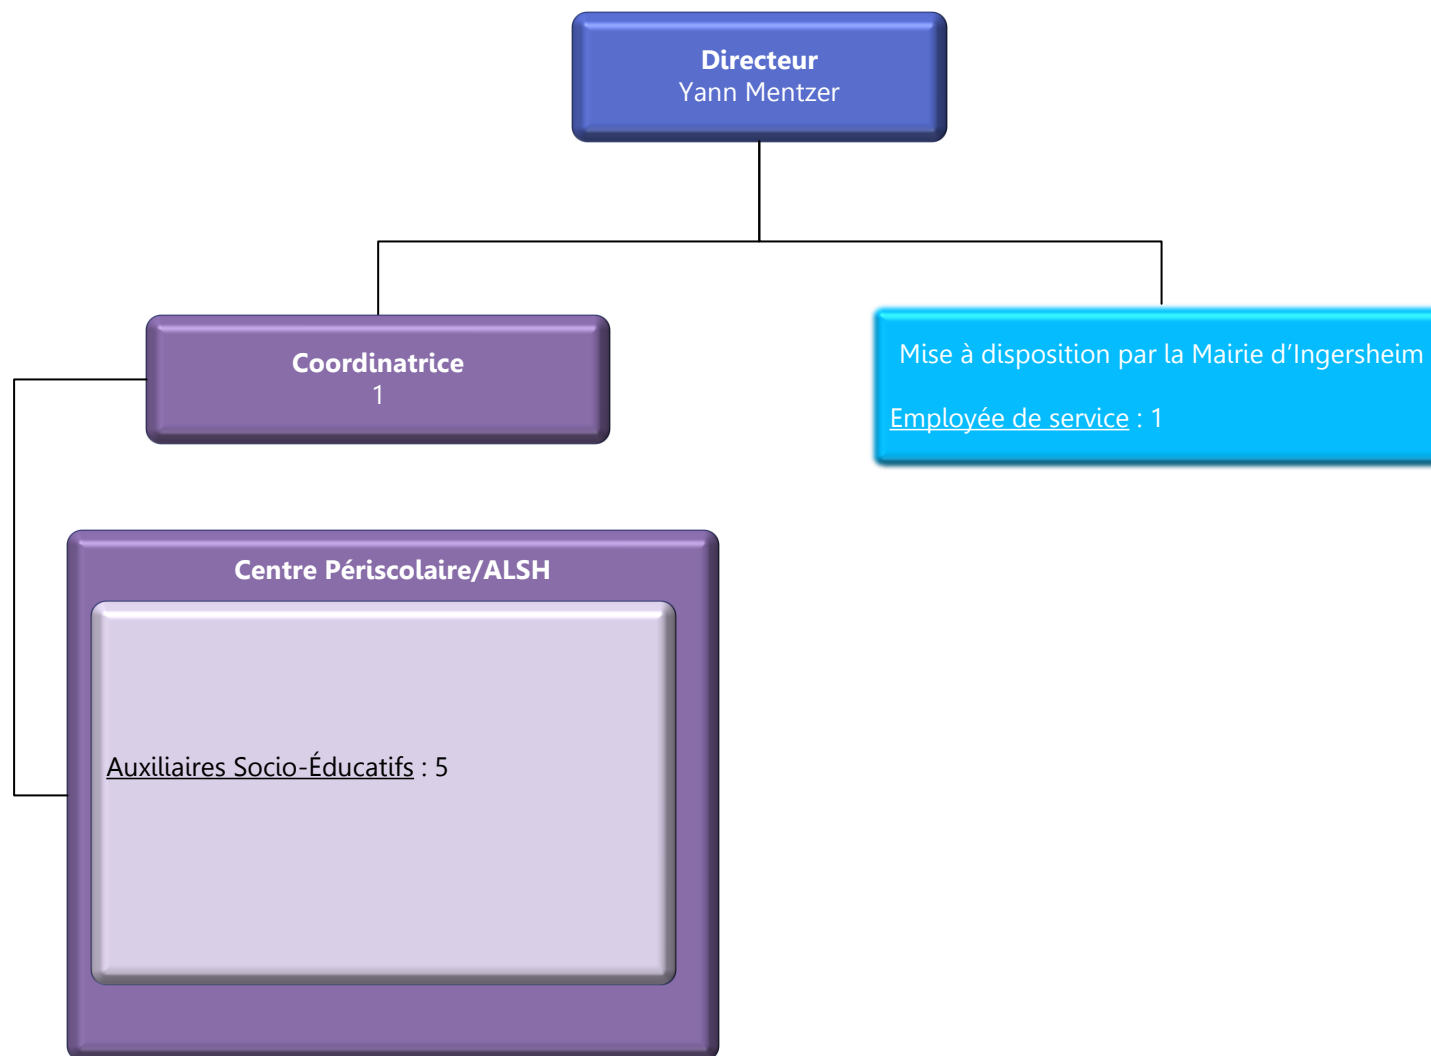 Directeur
Yann Mentzer
Coordinatrice
1
Mise à disposition par la Mairie d’Ingersheim
Employée de service : 1
Centre Périscolaire/ALSH
Auxiliaires Socio-Éducatifs : 5